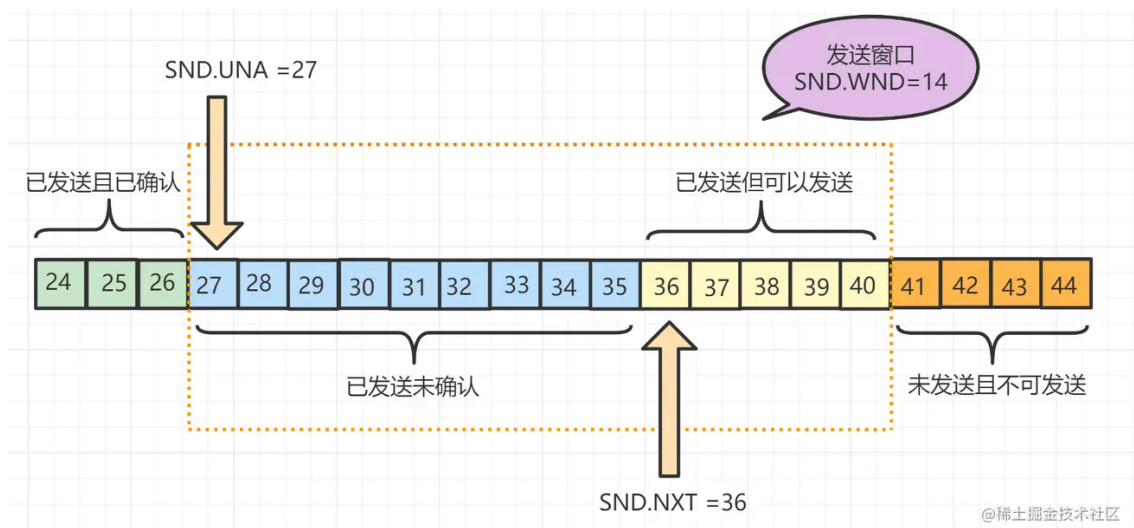 发送窗口
SND.WND=14
SND.UNA =27
已发送且已确认
已发送但可以发送
24 25 26 27 28 29 30 31 32 33 34 35 36 37 38 39 40 41 42 43 44
已发送未确认
未发送且不可发送
SND.NXT =36
@稀土掘金技术社区